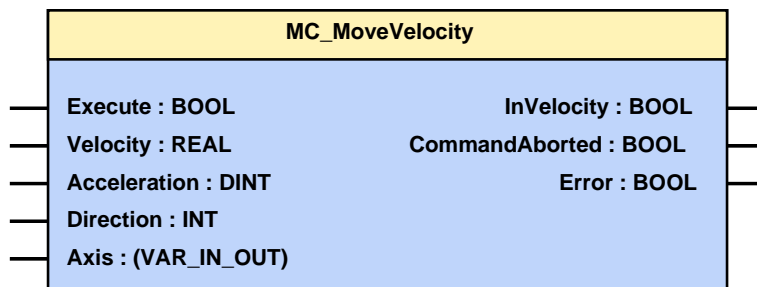 MC_MoveVelocity
Execute : BOOL
InVelocity : BOOL
Velocity : REAL
CommandAborted : BOOL
Acceleration : DINT
Error : BOOL
Direction : INT
Axis : (VAR_IN_OUT)